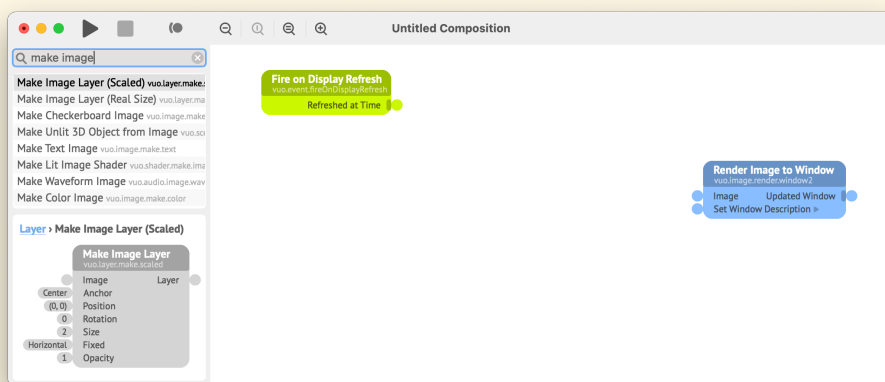 Untitled Composition
make image
Make Image Layer (Scaled) vuo.layer.make.
Make Image Layer (Real Size) vuo.layer.ma
Make Checkerboard Image vuo.image.make
Make Unlit 3D Object from Image vuo.sc
Make Text Image vuo.image.make.text
Make Lit Image Shader vuo.shader.make.ima
Make Waveform Image vuo.audio.image.wav
Make Color Image vuo.image.make.color
Layer › Make Image Layer (Scaled)
Make Image Layer
vuo.layer.make.scaled
Image Layer
Center Anchor
(0, 0) Position
0 Rotation
2 Size
Horizontal Fixed
1 Opacity
Fire on Display Refresh
vuo.event.fireOnDisplayRefresh
Refreshed at Time
Render Image to Window
vuo.image.render.window2
Image Updated Window
Set Window Description